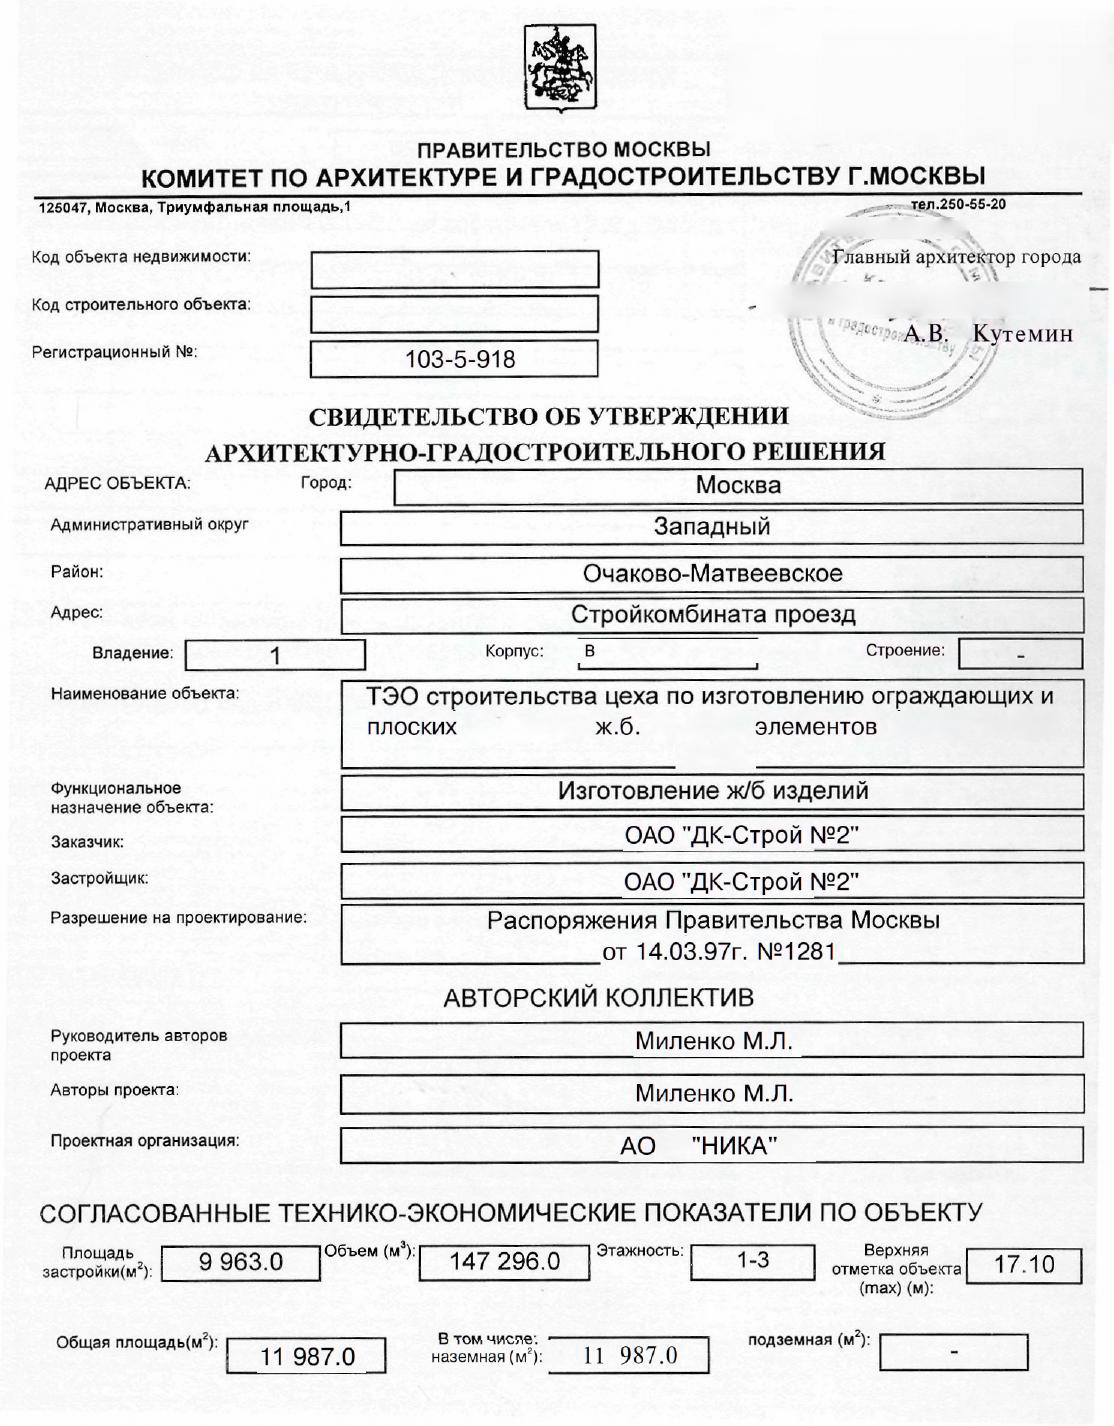 ПРАВИТЕЛЬСТВО МОСКВЫ
КОМИТЕТ ПО АРХИТЕКТУРЕ И ГРАДОСТРОИТЕЛЬСТВУ Г.МОСКВЫ
125047, Москва, Триумфальная площадь,1 тел.250-55-20
Код объекта недвижимости:
Главный архитектор города
Код строительного объекта:
и градостроительству
А.В. Кутемин
Регистрационный №: 103-5-918
СВИДЕТЕЛЬСТВО ОБ УТВЕРЖДЕНИИ
АРХИТЕКТУРНО-ГРАДОСТРОИТЕЛЬНОГО РЕШЕНИЯ
АДРЕС ОБЪЕКТА: Город: Москва
Административный округ Западный
Район: Очаково-Матвеевское
Адрес: Стройкомбината проезд
Владение: 1 Корпус: В Строение: -
Наименование объекта: ТЭО строительства цеха по изготовлению ограждающих и
плоских ж.б. элементов
Функциональное
назначение объекта: Изготовление ж/б изделий
Заказчик: ОАО "ДК-Строй №2"
Застройщик: ОАО "ДК-Строй №2"
Разрешение на проектирование: Распоряжения Правительства Москвы
от 14.03.97г. №1281
АВТОРСКИЙ КОЛЛЕКТИВ
Руководитель авторов
проекта Миленко М.Л.
Авторы проекта: Миленко М.Л.
Проектная организация: АО "НИКА"
СОГЛАСОВАННЫЕ ТЕХНИКО-ЭКОНОМИЧЕСКИЕ ПОКАЗАТЕЛИ ПО ОБЪЕКТУ
Площадь
застройки(м²): 9 963.0 Объем (м³): 147 296.0 Этажность: 1-3
Верхняя
отметка объекта
(max) (м): 17.10
Общая площадь(м²): 11 987.0
В том числе:
наземная (м²): 11 987.0
подземная (м²): -